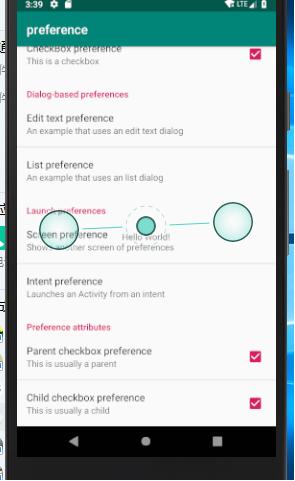 3:39
LTE
preference
CheckBox preference
This is a checkbox
Dialog-based preferences
Edit text preference
An example that uses an edit text dialog
List preference
An example that uses an list dialog
Launch preferences
Screen preference
Hello World!
Shows another screen of preferences
Intent preference
Launches an Activity from an intent
Preference attributes
Parent checkbox preference
This is usually a parent
Child checkbox preference
This is usually a child